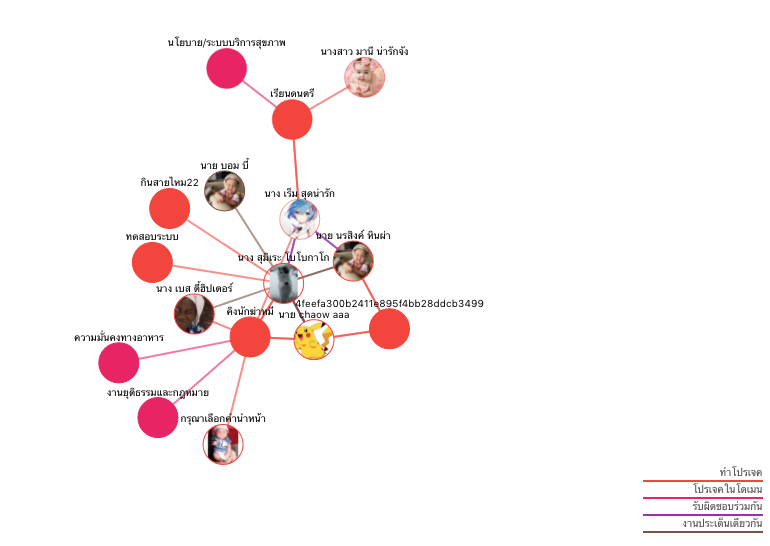 นโยบาย/ระบบบริการสุขภาพ
นางสาว มานี น่ารักจัง
เรียนดนตรี
นาย บอม บี้
กินสายไหม22
นาง เร็ม สุดน่ารัก
ทดสอบระบบ
นาย นรสิงค์ หินผ่า
นาง สุมิเระ โบโบกาโก
นาง เบส ตี้ฮิปเตอร์
4feefa300b2411e895f4bb28ddcb3499
คิงนักฆ่าหมี
นาย chaow aaa
ความมั่นคงทางอาหาร
งานยุติธรรมและกฎหมาย
กรุณาเลือกคำนำหน้า
ทำโปรเจค
โปรเจคในโดเมน
รับผิดชอบร่วมกัน
งานประเด็นเดียวกัน